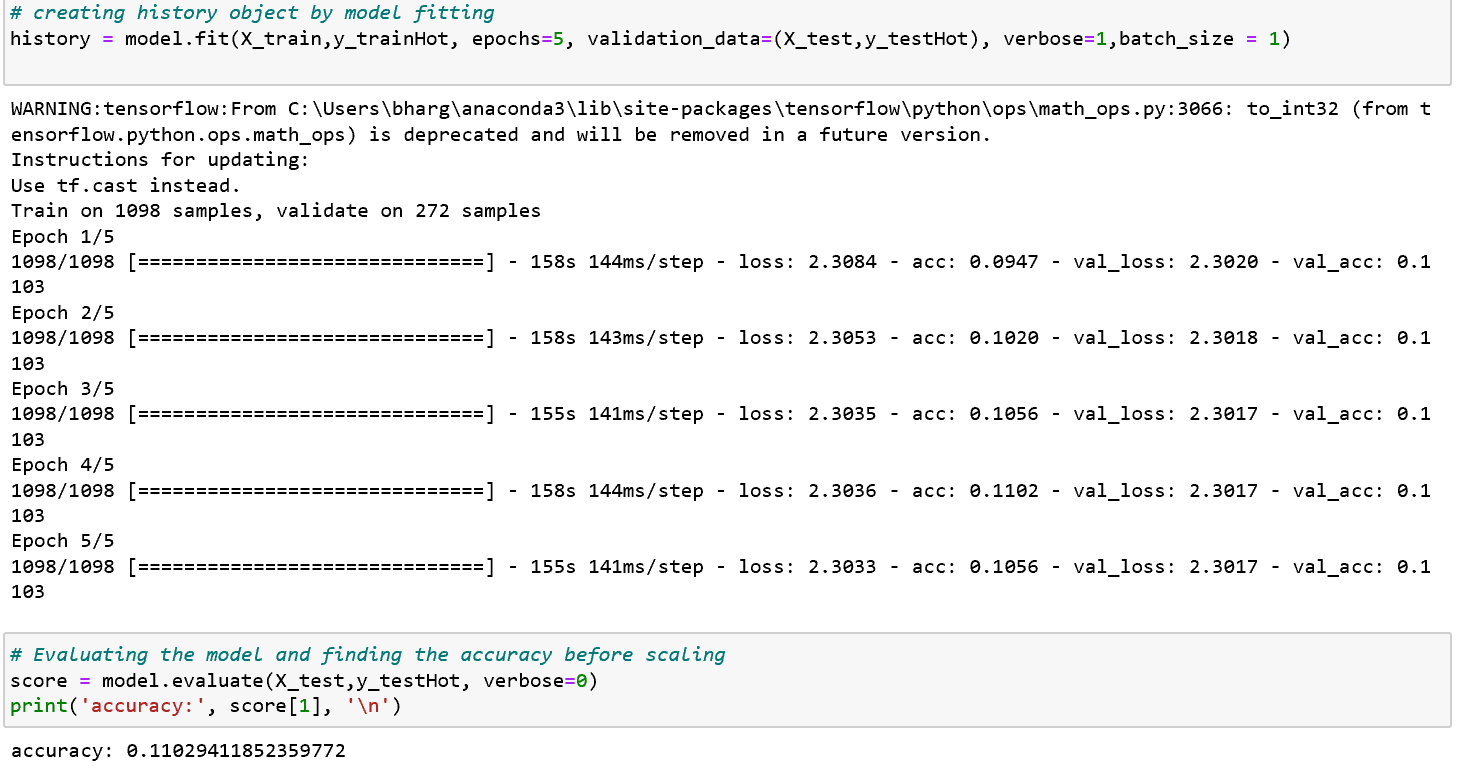 # creating history object by model fitting
history = model.fit(X_train,y_trainHot, epochs=5, validation_data=(X_test,y_testHot), verbose=1,batch_size = 1)
WARNING:tensorflow:From C:\Users\bharg\anaconda3\lib\site-packages\tensorflow\python\ops\math_ops.py:3066: to_int32 (from t
ensorflow.python.ops.math_ops) is deprecated and will be removed in a future version.
Instructions for updating:
Use tf.cast instead.
Train on 1098 samples, validate on 272 samples
Epoch 1/5
1098/1098 [==============================] - 158s 144ms/step - loss: 2.3084 - acc: 0.0947 - val_loss: 2.3020 - val_acc: 0.1
103
Epoch 2/5
1098/1098 [==============================] - 158s 143ms/step - loss: 2.3053 - acc: 0.1020 - val_loss: 2.3018 - val_acc: 0.1
103
Epoch 3/5
1098/1098 [==============================] - 155s 141ms/step - loss: 2.3035 - acc: 0.1056 - val_loss: 2.3017 - val_acc: 0.1
103
Epoch 4/5
1098/1098 [==============================] - 158s 144ms/step - loss: 2.3036 - acc: 0.1102 - val_loss: 2.3017 - val_acc: 0.1
103
Epoch 5/5
1098/1098 [==============================] - 155s 141ms/step - loss: 2.3033 - acc: 0.1056 - val_loss: 2.3017 - val_acc: 0.1
103
# Evaluating the model and finding the accuracy before scaling
score = model.evaluate(X_test,y_testHot, verbose=0)
print('accuracy:', score[1], '\n')
accuracy: 0.11029411852359772